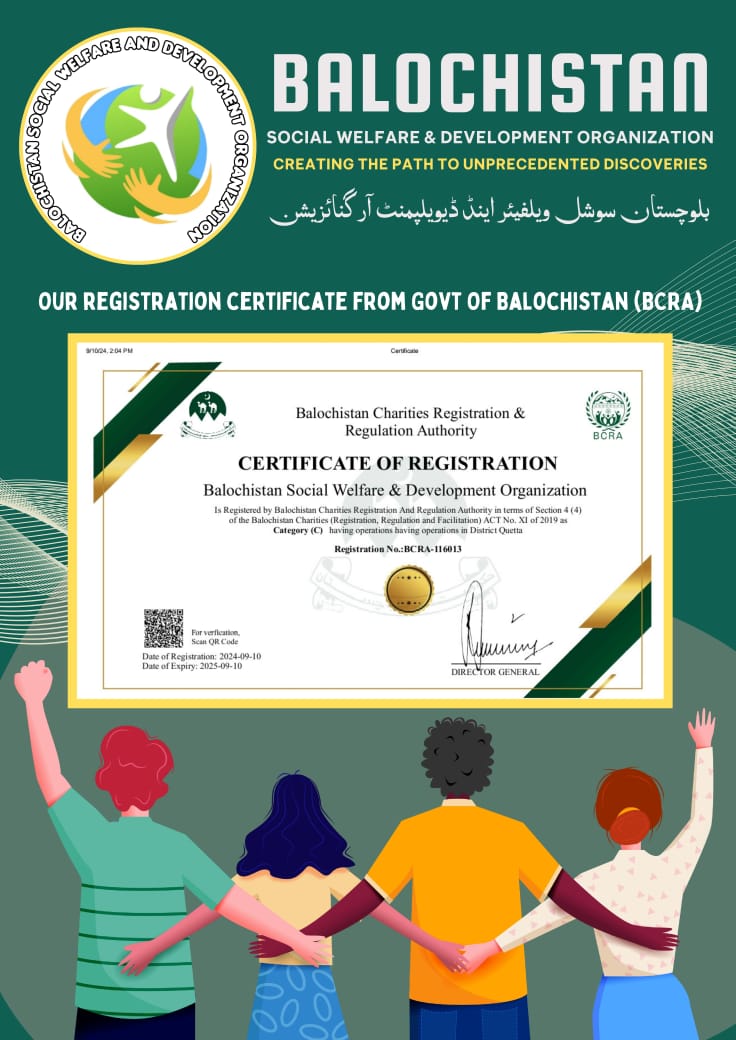 BALOCHISTAN SOCIAL WELFARE AND DEVELOPMENT ORGANIZATION
BALOCHISTAN
SOCIAL WELFARE & DEVELOPMENT ORGANIZATION
CREATING THE PATH TO UNPRECEDENTED DISCOVERIES
بلوچستان سوشل ویلفیئر اینڈ ڈیویلپمنٹ آرگنائزیشن
OUR REGISTRATION CERTIFICATE FROM GOVT OF BALOCHISTAN (BCRA)
9/10/24, 2:04 PM
Certificate
Balochistan Charities Registration &
Regulation Authority
BCRA
CERTIFICATE OF REGISTRATION
Balochistan Social Welfare & Development Organization
Is Registered by Balochistan Charities Registration And Regulation Authority in terms of Section 4 (4)
of the Balochistan Charities (Registration, Regulation and Facilitation) ACT No. XI of 2019 as
Category (C) having operations having operations in District Quetta
Registration No.:BCRA-116013
For verfication,
Scan QR Code
Date of Registration: 2024-09-10
Date of Expiry: 2025-09-10
DIRECTOR GENERAL